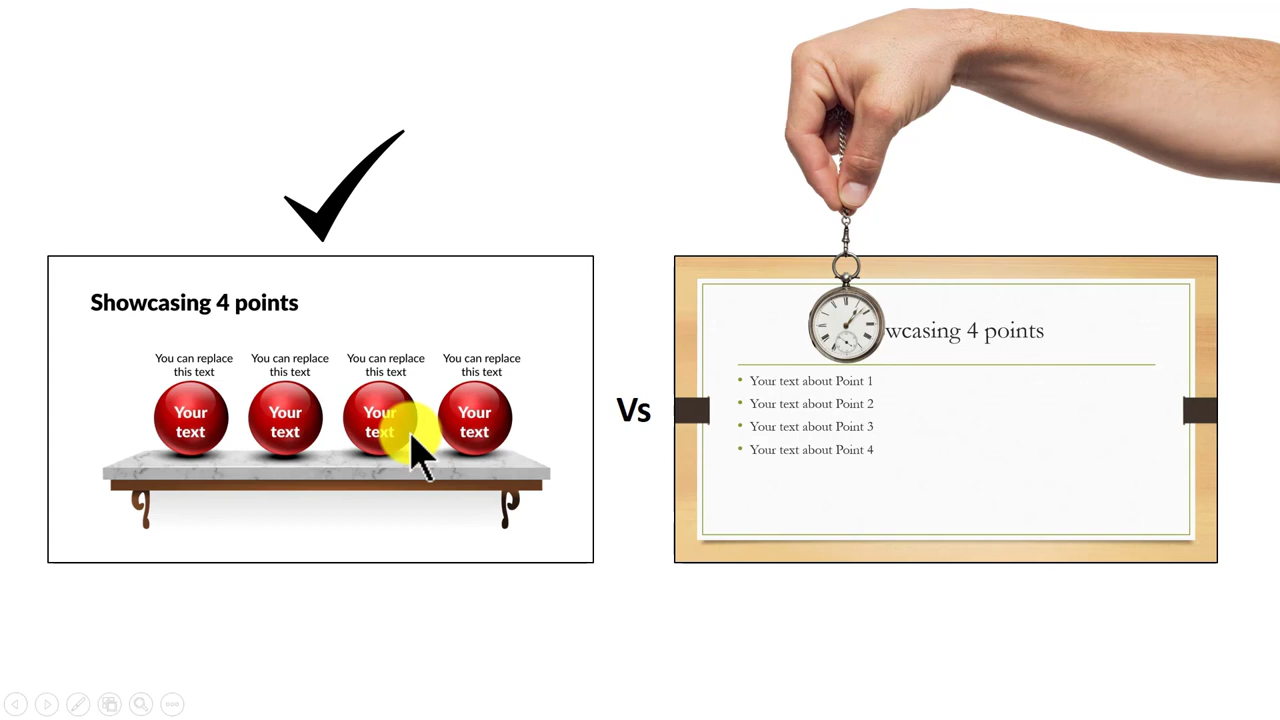 Showcasing 4 points
You can replace
this text
You can replace
this text
You can replace
this text
You can replace
this text
Your
text
Your
text
Your
text
Your
text
Vs
wcasing 4 points
Your text about Point 1
Your text about Point 2
Your text about Point 3
Your text about Point 4